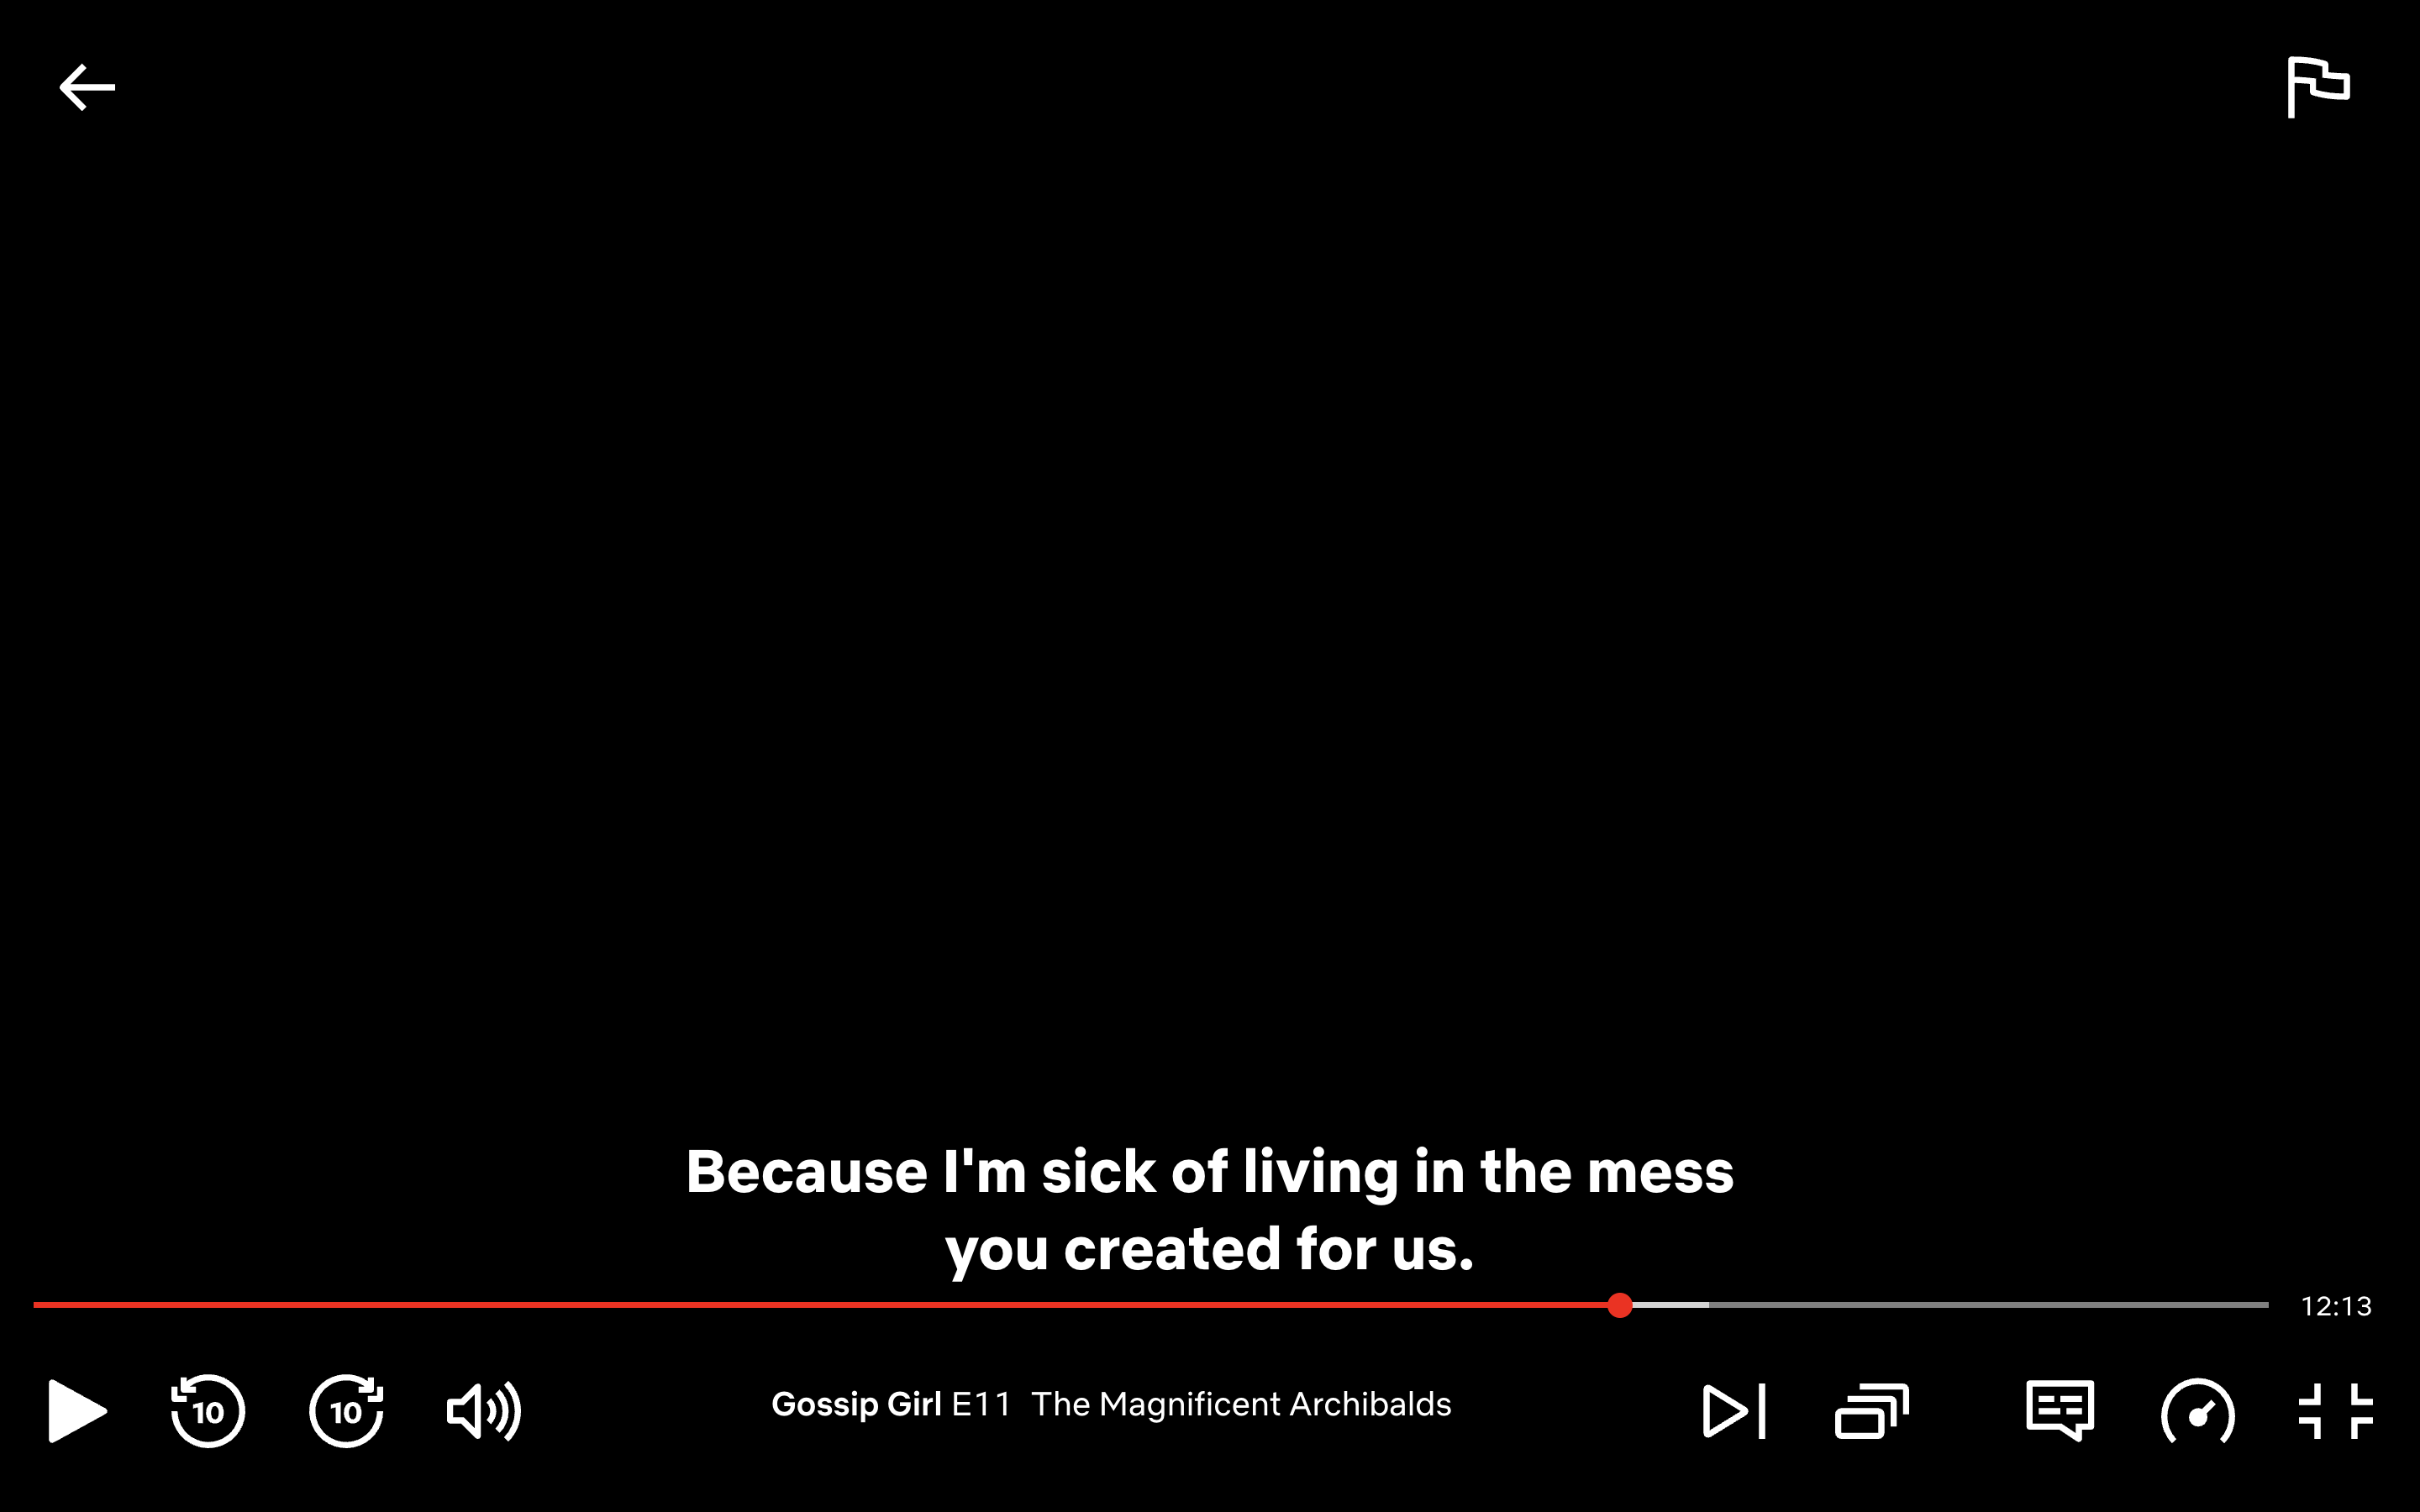 Because I'm sick of living in the mess
you created for us.
12:13
10 10 Gossip Girl E11 The Magnificent Archibalds